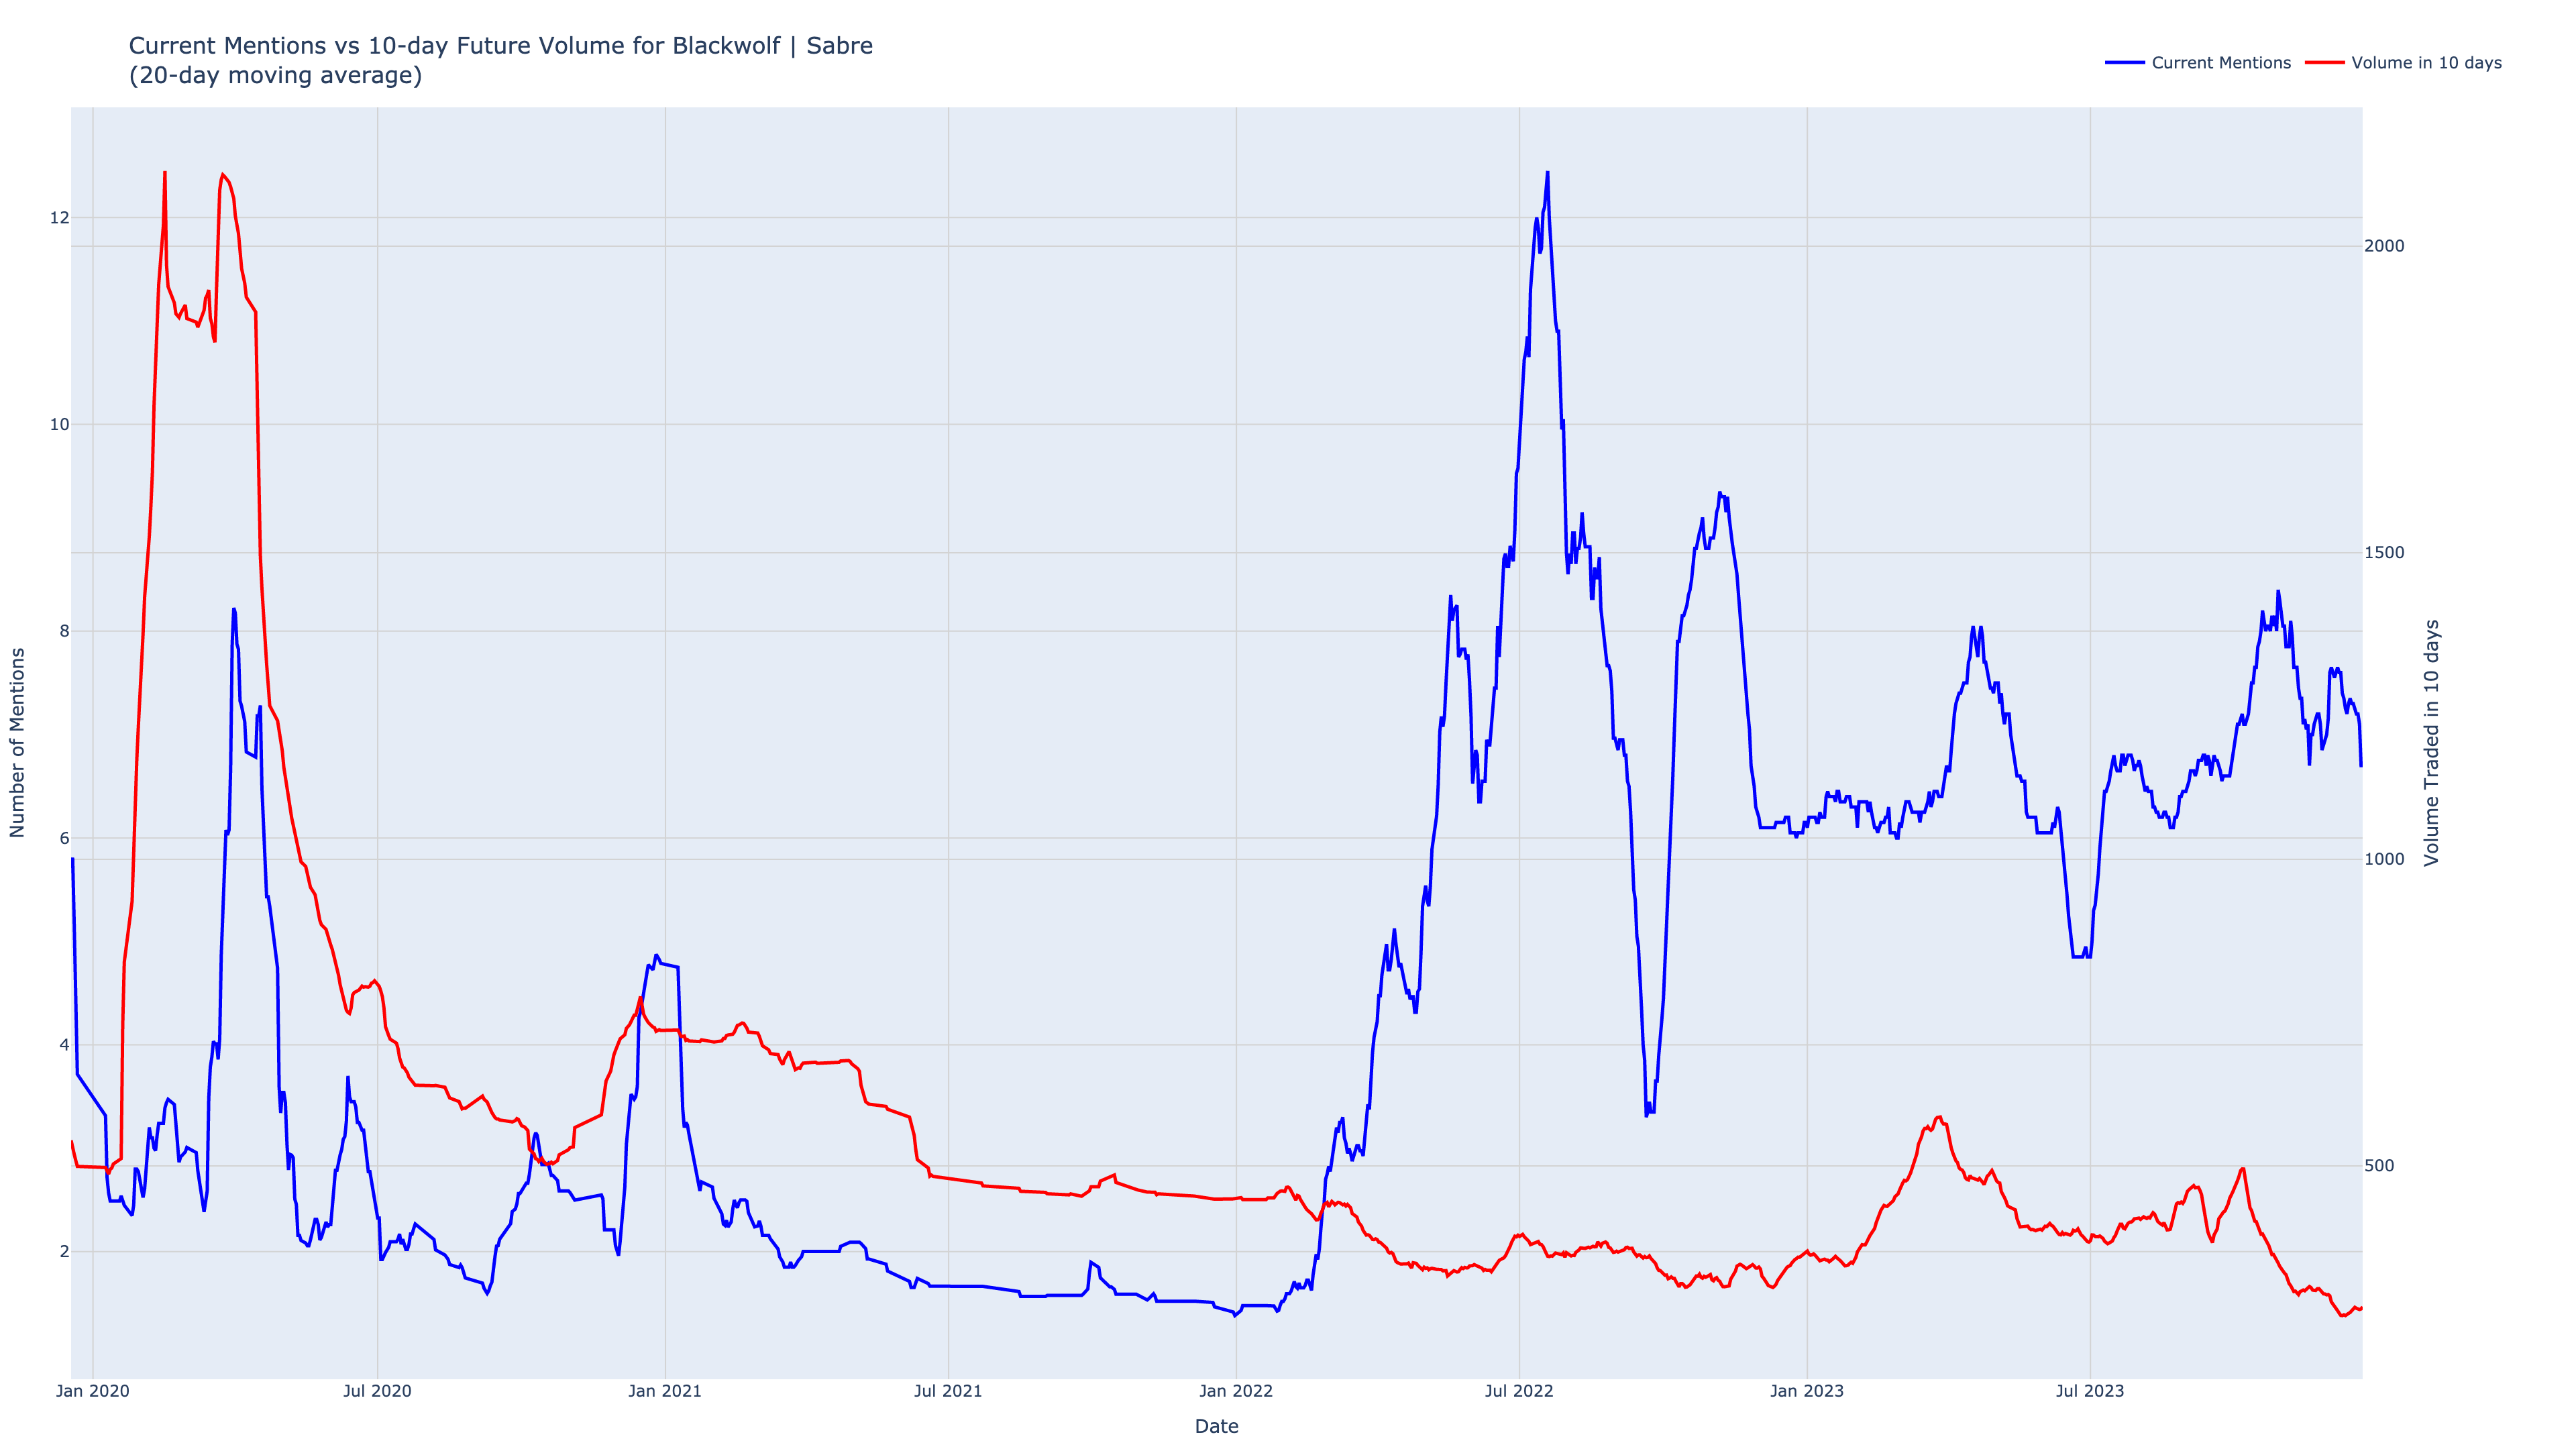 Current Mentions vs 10-day Future Volume for Blackwolf | Sabre
(20-day moving average)
Current Mentions
Volume in 10 days
12
10
8
6
4
2
Number of Mentions
2000
1500
1000
500
Volume Traded in 10 days
Jan 2020
Jul 2020
Jan 2021
Jul 2021
Jan 2022
Jul 2022
Jan 2023
Jul 2023
Date